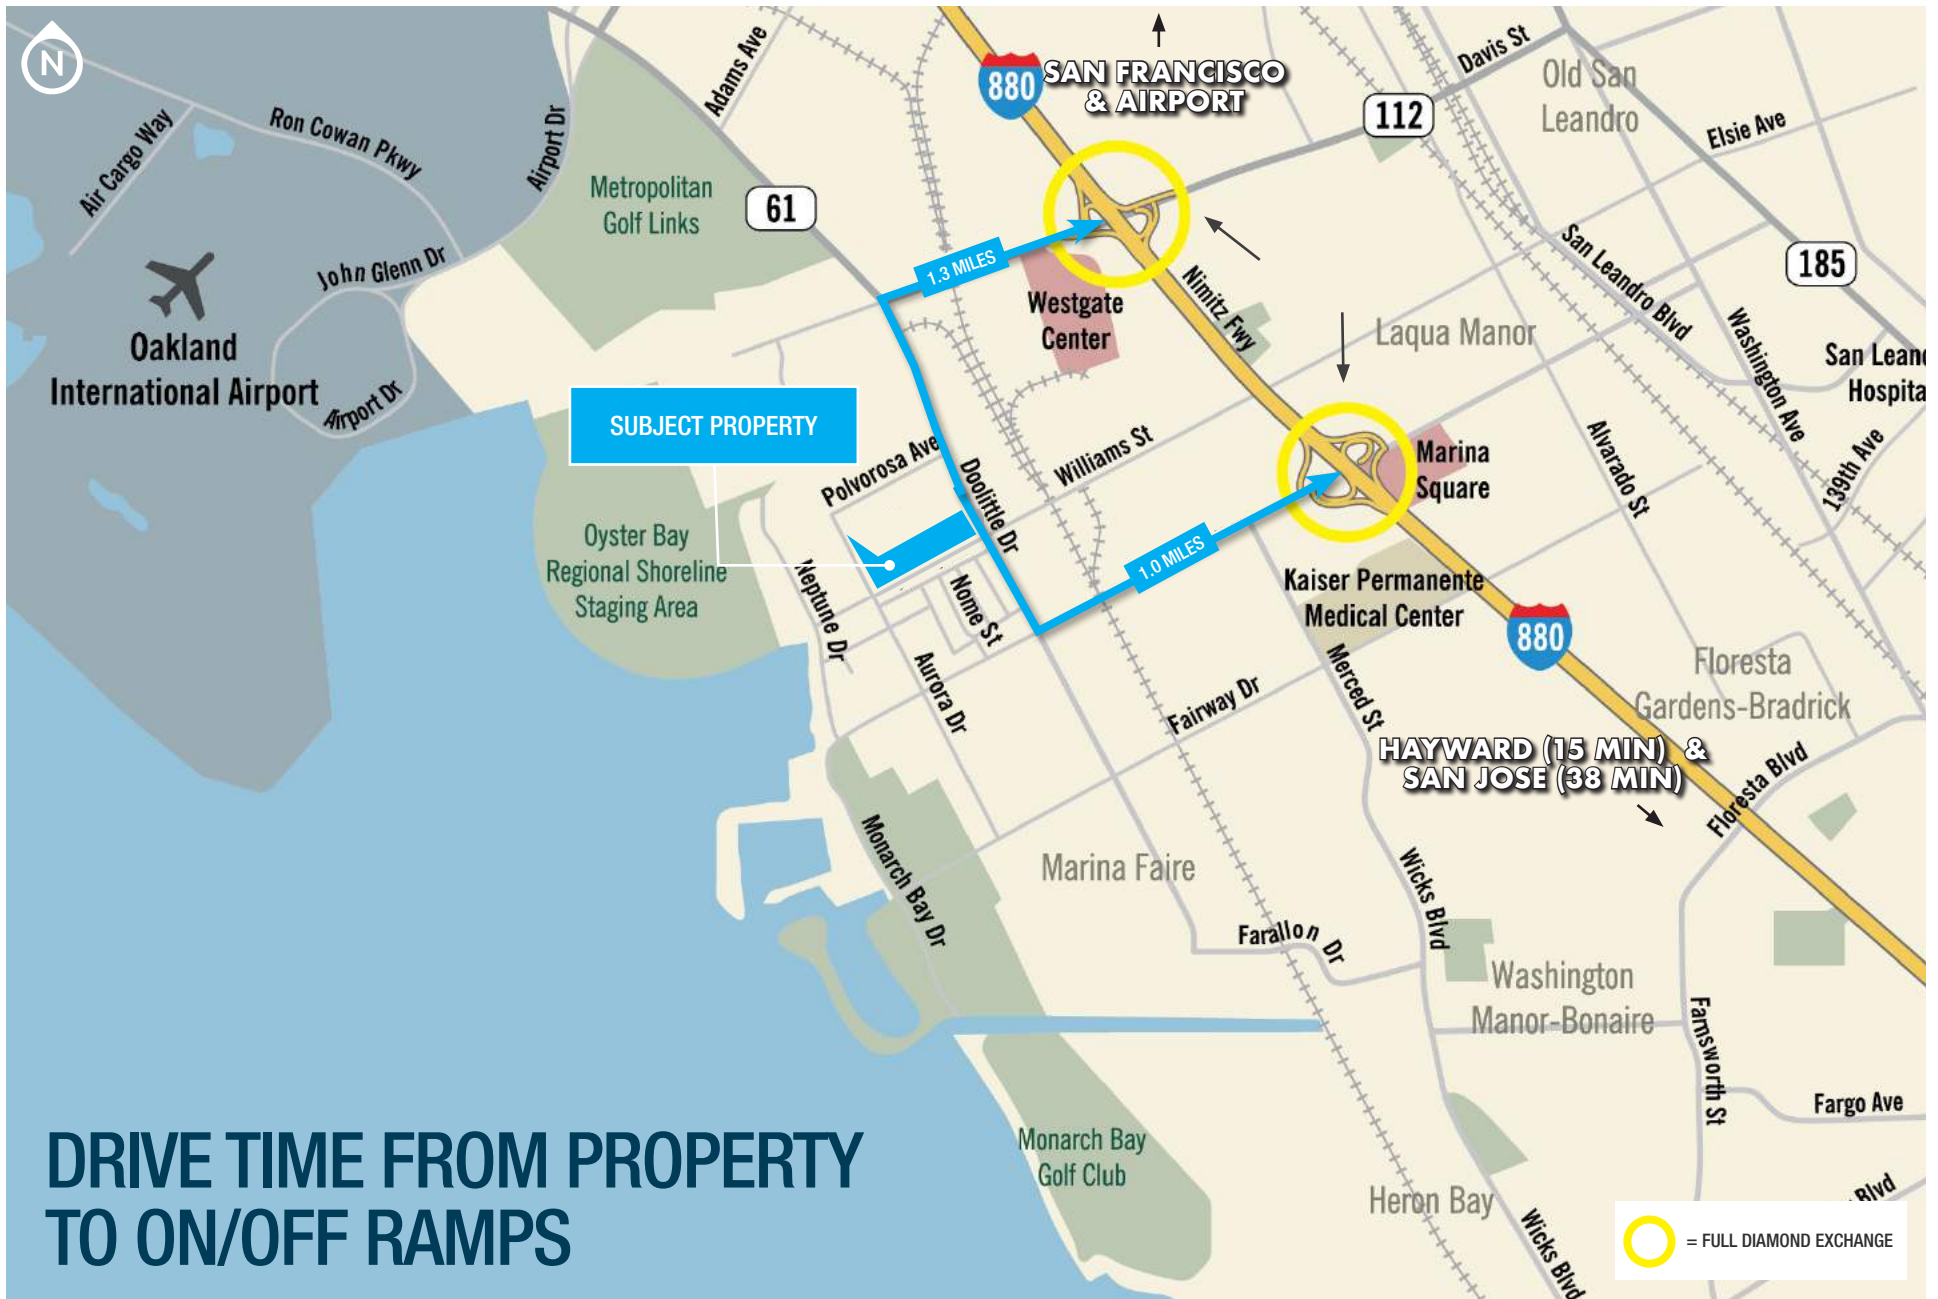 N
SAN FRANCISCO
& AIRPORT
880
112
Davis St
Old San
Leandro
Elsie Ave
Adams Ave
Air Cargo Way
Ron Cowan Pkwy
Airport Dr
Metropolitan
Golf Links
61
John Glenn Dr
Oakland
International Airport
Airport Dr
1.3 MILES
Westgate
Center
Nimitz Fwy
San Leandro Blvd
185
Laqua Manor
Washington Ave
San Lean
Hospita
SUBJECT PROPERTY
Polvorosa Ave
Doolittle Dr
Williams St
Marina
Square
Alvarado St
139th Ave
Oyster Bay
Regional Shoreline
Staging Area
Neptune Dr
Nome St
1.0 MILES
Kaiser Permanente
Medical Center
880
Aurora Dr
Fairway Dr
Merced St
Floresta
Gardens-Bradrick
HAYWARD (15 MIN) &
SAN JOSE (38 MIN)
Floresta Blvd
Monarch Bay Dr
Marina Faire
Wicks Blvd
Farallon Dr
Washington
Manor-Bonaire
Farnsworth St
Fargo Ave
Monarch Bay
Golf Club
Heron Bay
Wicks Blvd
Blvd
DRIVE TIME FROM PROPERTY
TO ON/OFF RAMPS
= FULL DIAMOND EXCHANGE